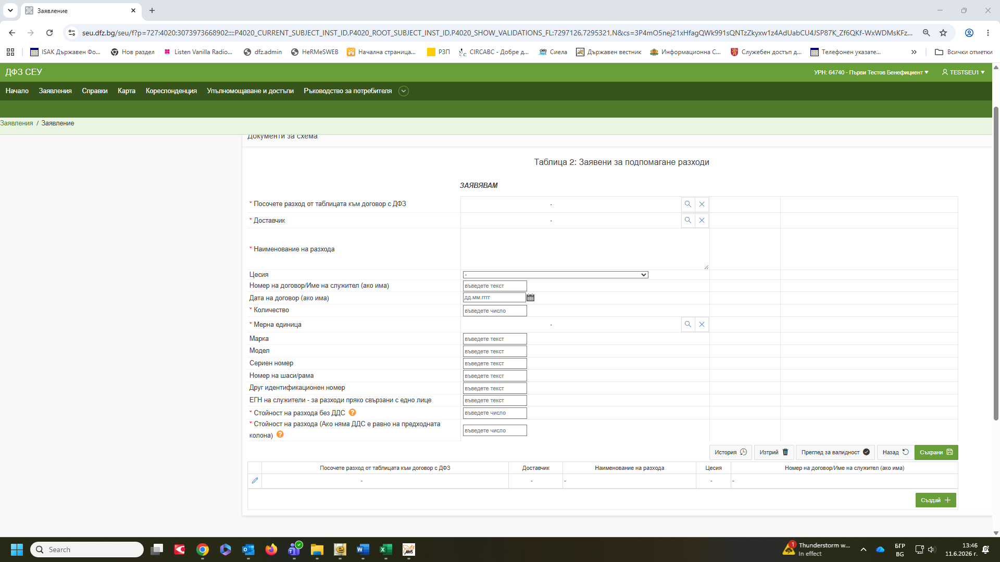 Заявление
seu.dfz.bg/seu/f?p=727:4020:3073973668902::::P4020_CURRENT_SUBJECT_INST_ID,P4020_ROOT_SUBJECT_INST_ID,P4020_SHOW_VALIDATIONS_FL:7297126,7295321,N&cs=3P4mO5nej21xHfagQWk991sQNTzZkyxw1z4AdUabCU4JSP87K_Zf6QKf-WxWDMsKFz...
ISAK Държавен Фо... Нов раздел Listen Vanilla Radio... dfz.admin HeRMeSWEB Начална страница... РЗП CIRCABC - Добре д... Сиела Държавен вестник Информационна С... Служебен достъп д... Телефонен указате... » Всички отметки
ДФЗ СЕУ УРН: 64740 - Първи Тестов Бенефициент TESTSEU1
Начало Заявления Справки Карта Кореспонденция Упълномощаване и достъпи Ръководство за потребителя
Заявления / Заявление
Документи за схема
Таблица 2: Заявени за подпомагане разходи
ЗАЯВЯВАМ
* Посочете разход от таблицата към договор с ДФЗ -
* Доставчик -
* Наименование на разхода
Цесия -
Номер на договор/Име на служител (ако има) въведете текст
Дата на договор (ако има) дд.мм.гггг
* Количество въведете число
* Мерна единица -
Марка въведете текст
Модел въведете текст
Сериен номер въведете текст
Номер на шаси/рама въведете текст
Друг идентификационен номер въведете текст
ЕГН на служители - за разходи пряко свързани с едно лице въведете текст
* Стойност на разхода без ДДС ? въведете число
* Стойност на разхода (Ако няма ДДС е равно на предходната
колона) ? въведете число
История Изтрий Преглед за валидност Назад Съхрани
Посочете разход от таблицата към договор с ДФЗ Доставчик Наименование на разхода Цесия Номер на договор/Име на служител (ако има)
- - - - -
Създай +
Search
1 Thunderstorm w...
In effect
БГР
BG
13:46
11.6.2026 г.